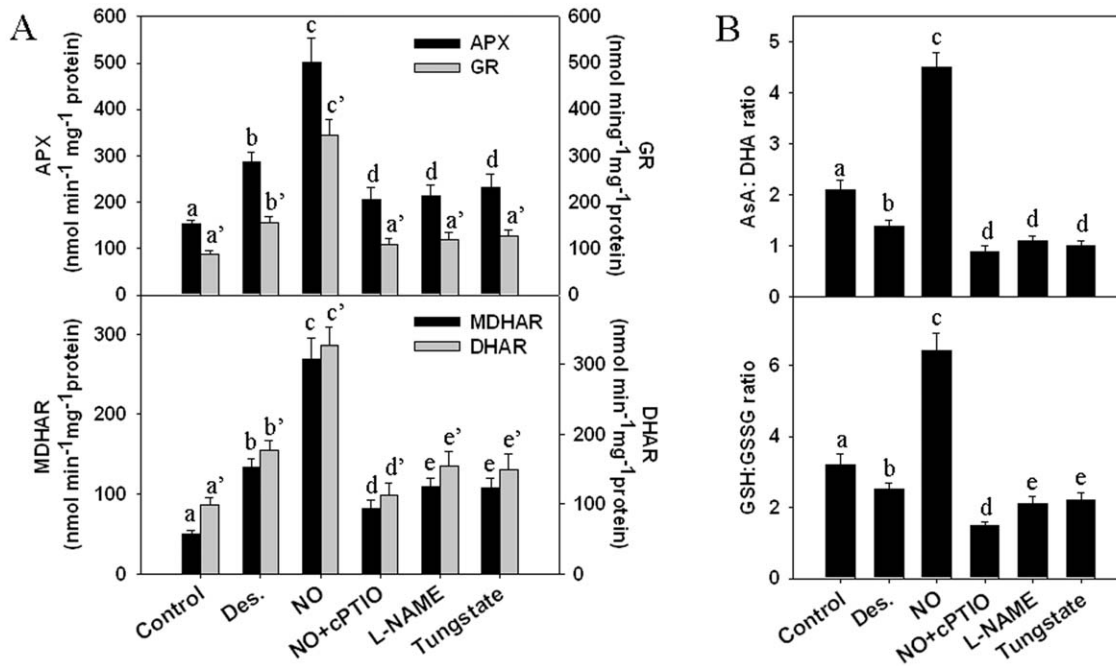 A
APX
(nmol min-1 mg-1 protein)
600
500
400
300
200
100
0
APX
GR
a
a’
b
b’
c
c’
d
a’
d
a’
d
a’
600
500
400
300
200
100
0
GR
(nmol ming-1mg-1protein)
MDHAR
(nmol min-1mg-1protein)
300
200
100
0
MDHAR
DHAR
a
a’
b
b’
c
c’
d
d’
e
e’
e
e’
300
200
100
0
DHAR
(nmol min-1mg-1protein)
Control
Des.
NO
NO+cPTIO
L-NAME
Tungstate
B
AsA: DHA ratio
5
4
3
2
1
0
a
b
c
d
d
d
GSH:GSSG ratio
6
4
2
0
a
b
c
d
e
e
Control
Des.
NO
NO+cPTIO
L-NAME
Tungstate